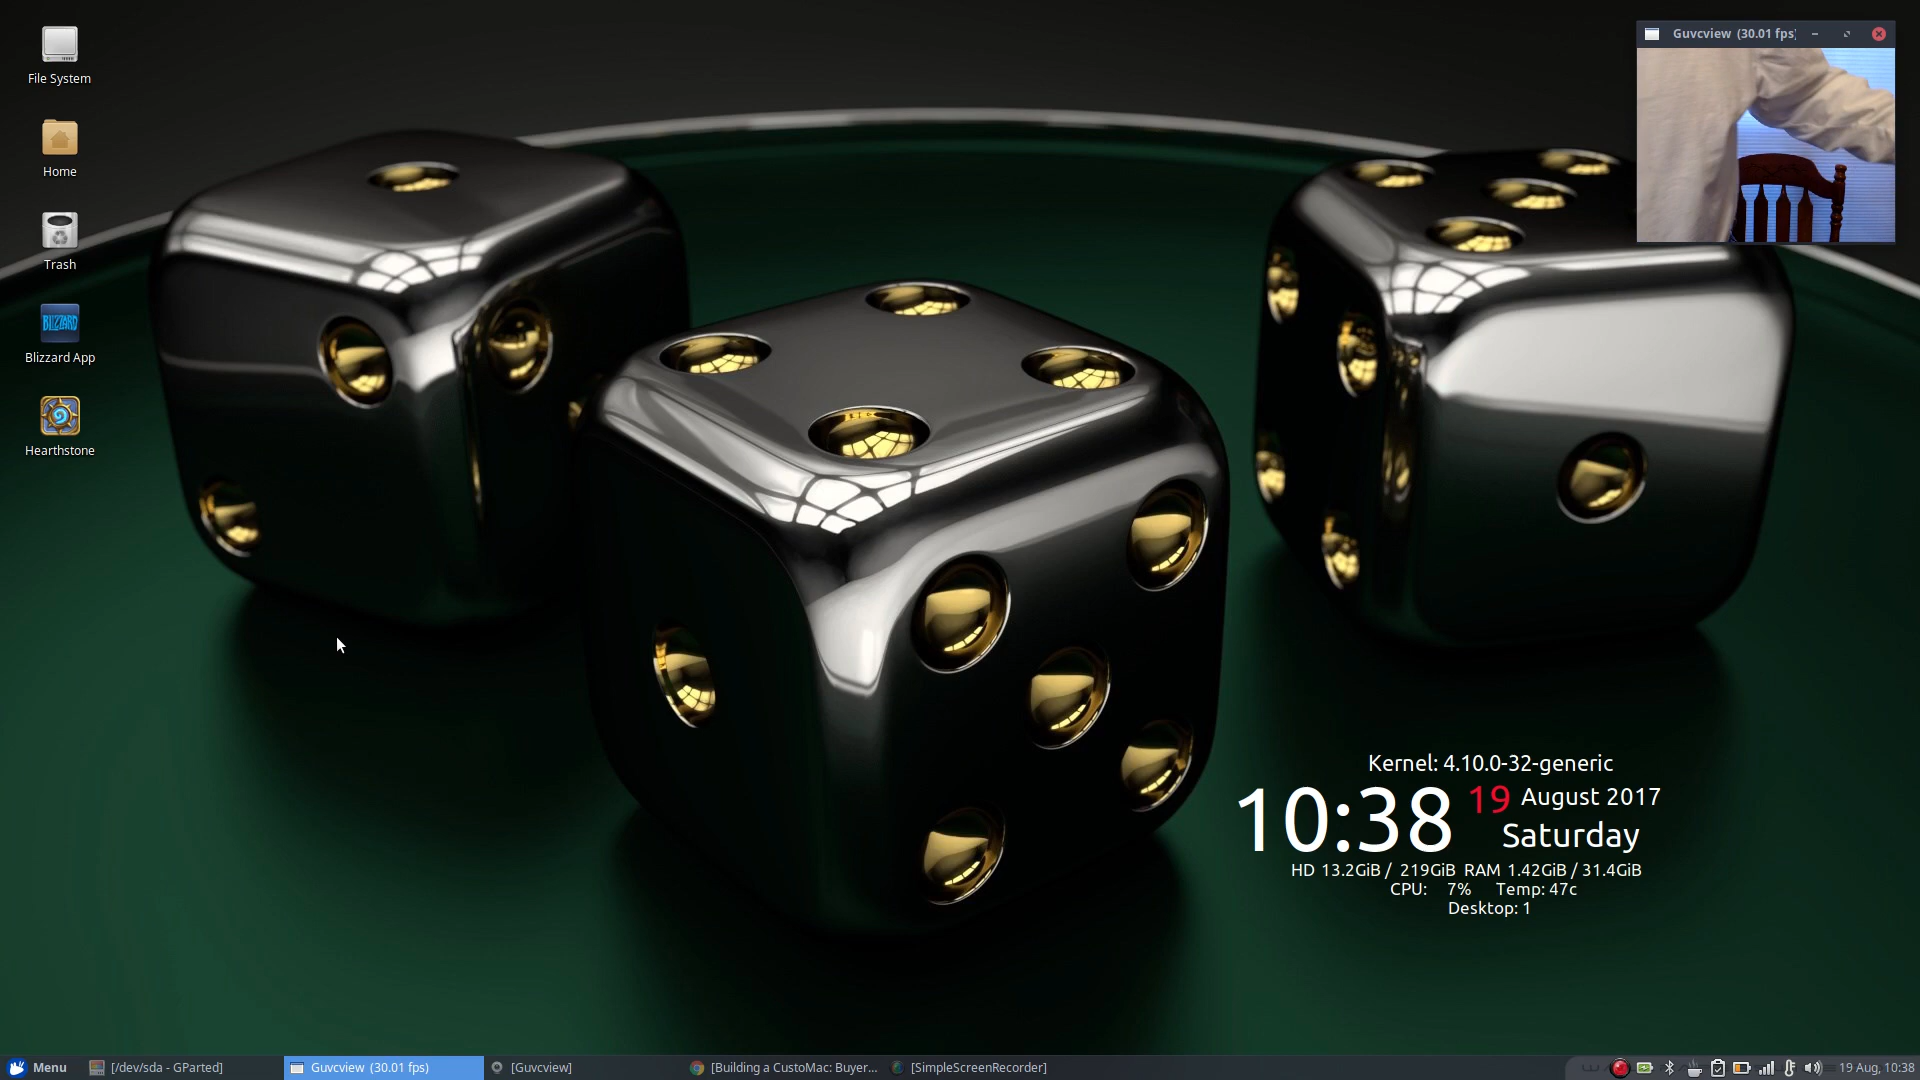 File System
Home
Trash
BLIZZARD
Blizzard App
Hearthstone
Guvcview (30.01 fps)
Kernel: 4.10.0-32-generic
10:38 19 August 2017
Saturday
HD 13.2GiB / 219GiB RAM 1.42GiB / 31.4GiB
CPU: 7% Temp: 47c
Desktop: 1
Menu
[/dev/sda - GParted]
Guvcview (30.01 fps)
[Guvcview]
[Building a CustoMac: Buyer...
[SimpleScreenRecorder]
19 Aug, 10:38